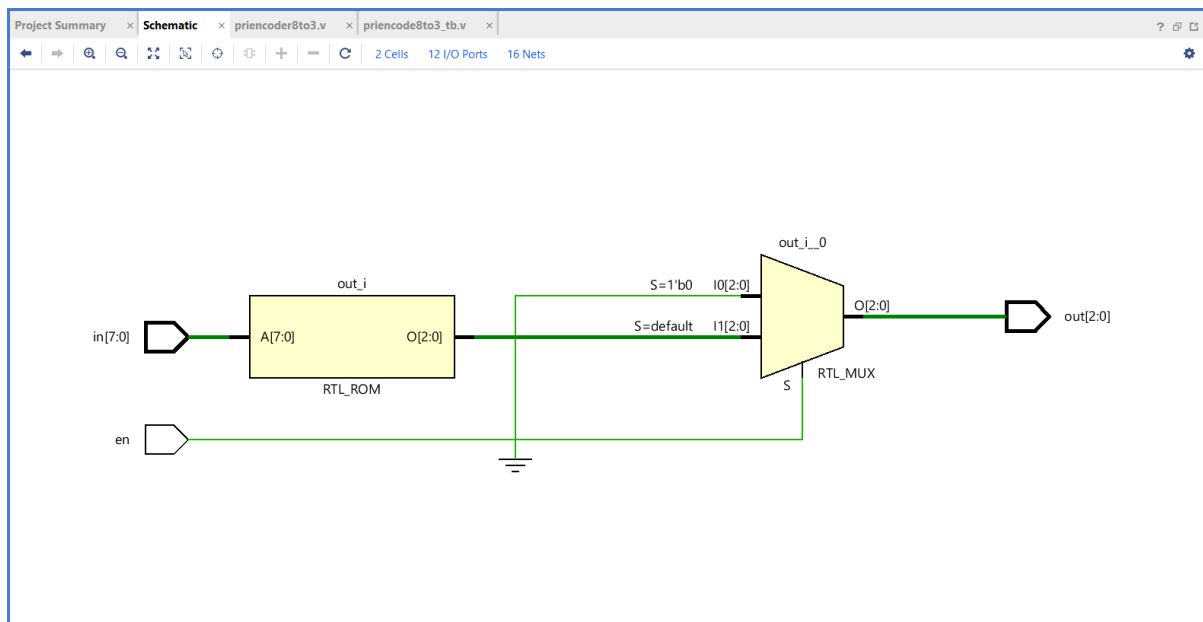 Project Summary × Schematic × priencoder8to3.v × priencode8to3_tb.v × ?
2 Cells 12 I/O Ports 16 Nets
out_i__0
out_i
S=1'b0 I0[2:0]
O[2:0]
in[7:0] A[7:0] O[2:0] S=default I1[2:0] out[2:0]
RTL_MUX
S
RTL_ROM
en